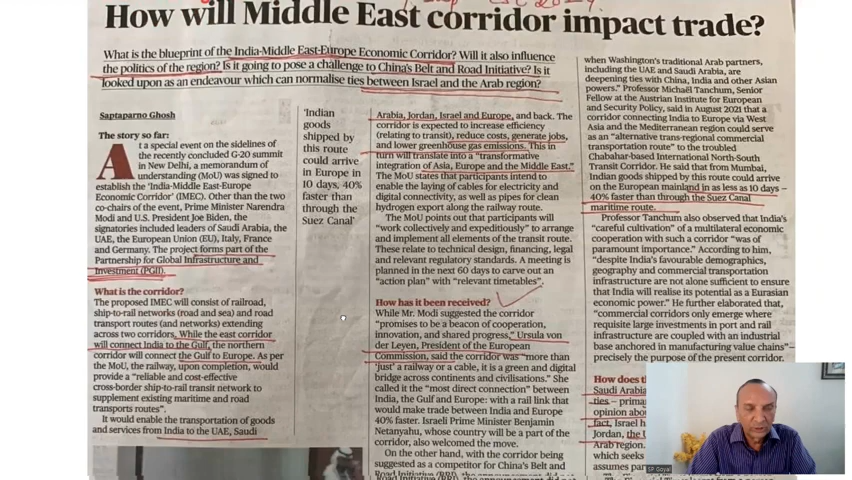 How will Middle East corridor impact trade?
What is the blueprint of the India-Middle East-Europe Economic Corridor? Will it also influence
the politics of the region? Is it going to pose a challenge to China's Belt and Road Initiative? Is it
looked upon as an endeavour which can normalise ties between Israel and the Arab region?
Saptaparno Ghosh
The story so far:
At a special event on the sidelines of
the recently concluded G-20 summit
in New Delhi, a memorandum of
understanding (MoU) was signed to
establish the 'India-Middle East-Europe
Economic Corridor' (IMEC). Other than the two
co-chairs of the event, Prime Minister Narendra
Modi and U.S. President Joe Biden, the
signatories included leaders of Saudi Arabia, the
UAE, the European Union (EU), Italy, France
and Germany. The project forms part of the
Partnership for Global Infrastructure and
Investment (PGII).
What is the corridor?
The proposed IMEC will consist of railroad,
ship-to-rail networks (road and sea) and road
transport routes (and networks) extending
across two corridors. While the east corridor
will connect India to the Gulf, the northern
corridor will connect the Gulf to Europe. As per
the MoU, the railway, upon completion, would
provide a "reliable and cost-effective
cross-border ship-to-rail transit network to
supplement existing maritime and road
transports routes".
It would enable the transportation of goods
and services from India to the UAE, Saudi
'Indian
goods
shipped by
this route
could arrive
in Europe in
10 days, 40%
faster than
through the
Suez Canal'
Arabia, Jordan, Israel and Europe, and back. The
corridor is expected to increase efficiency
(relating to transit), reduce costs, generate jobs,
and lower greenhouse gas emissions. This in
turn will translate into a "transformative
integration of Asia, Europe and the Middle East."
The MoU states that participants intend to
enable the laying of cables for electricity and
digital connectivity, as well as pipes for clean
hydrogen export along the railway route.
The MoU points out that participants will
"work collectively and expeditiously" to arrange
and implement all elements of the transit route.
These relate to technical design, financing, legal
and relevant regulatory standards. A meeting is
planned in the next 60 days to carve out an
"action plan" with "relevant timetables".
How has it been received?
While Mr. Modi suggested the corridor
"promises to be a beacon of cooperation,
innovation, and shared progress," Ursula von
der Leyen, President of the European
Commission, said the corridor was "more than
'just' a railway or a cable, it is a green and digital
bridge across continents and civilisations." She
called it the "most direct connection" between
India, the Gulf and Europe: with a rail link that
would make trade between India and Europe
40% faster. Israeli Prime Minister Benjamin
Netanyahu, whose country will be a part of the
corridor, also welcomed the move.
On the other hand, with the corridor being
suggested as a competitor for China's Belt and
Road Initiative (BRI), the announcement did not
when Washington's traditional Arab partners,
including the UAE and Saudi Arabia, are
deepening ties with China, India and other Asian
powers." Professor Michaël Tanchum, Senior
Fellow at the Austrian Institute for European
and Security Policy, said in August 2021 that a
corridor connecting India to Europe via West
Asia and the Mediterranean region could serve
as an "alternative trans-regional commercial
transportation route" to the troubled
Chabahar-based International North-South
Transit Corridor. He said that from Mumbai,
Indian goods shipped by this route could arrive
on the European mainland in as less as 10 days –
40% faster than through the Suez Canal
maritime route.
Professor Tanchum also observed that India's
"careful cultivation" of a multilateral economic
cooperation with such a corridor "was of
paramount importance." According to him,
"despite India's favourable demographics,
geography and commercial transportation
infrastructure are not alone sufficient to ensure
that India will realise its potential as a Eurasian
economic power." He further elaborated that,
"commercial corridors only emerge where
requisite large investments in port and rail
infrastructure are coupled with an industrial
base anchored in manufacturing value chains" –
precisely the purpose of the present corridor.
How does th
Saudi Arabia
ties – prima
opinion abo
fact, Israel h
Jordan, the U
Arab region.
which seeks
assumes par
SP Goyal